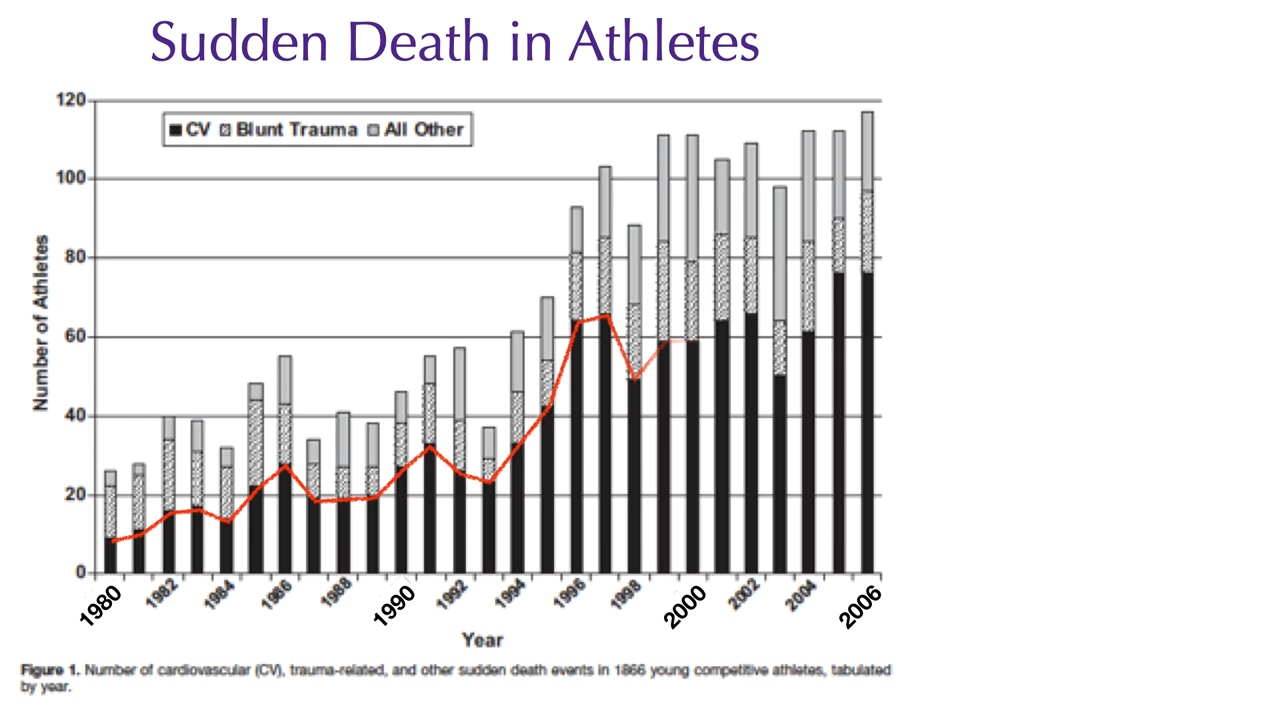 Sudden Death in Athletes
120
CV Blunt Trauma All Other
100
80
60
40
20
0
Number of Athletes
1980 1982 1984 1986 1988 1990 1992 1994 1996 1998 2000 2002 2004 2006
Year
Figure 1. Number of cardiovascular (CV), trauma-related, and other sudden death events in 1866 young competitive athletes, tabulated
by year.